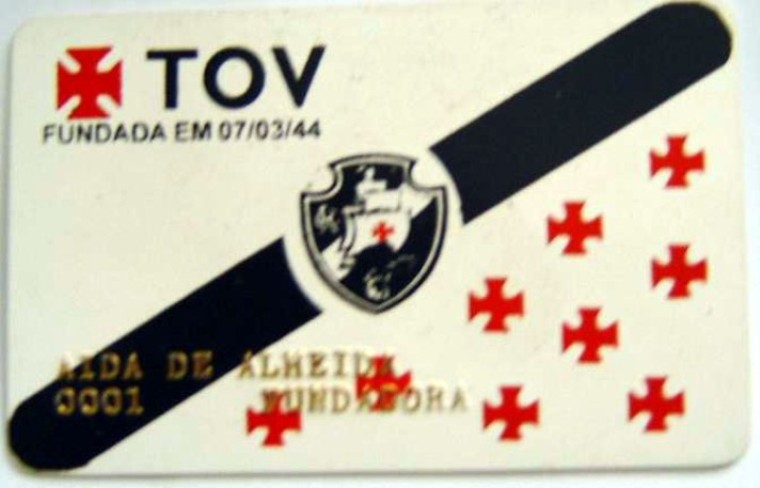 TOV
FUNDADA EM 07/03/44
AIDA DE ALMEIDA
0001 FUNDADORA